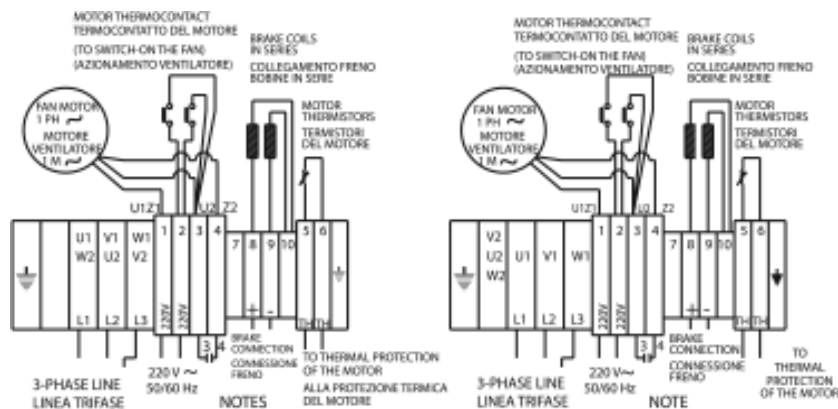 MOTOR THERMOCONTACT
TERMOCONTATTO DEL MOTORE
(TO SWITCH-ON THE FAN)
(AZIONAMENTO VENTILATORE)
BRAKE COILS
IN SERIES
COLLEGAMENTO FRENO
BOBINE IN SERIE
FAN MOTOR
1 PH ~
MOTORE
VENTILATORE
1 M ~
MOTOR
THERMISTORS
TERMISTORI
DEL MOTORE
U1Z1 U2 Z2
U1 V1 W1
W2 U2 V2
1 2 3 4
7 8 9 10
5 6
L1 L2 L3
220V 220V
+ -
TH TH
3 4
BRAKE
CONNECTION
CONNESSIONE
FRENO
220 V ~
50/60 Hz
TO THERMAL PROTECTION
OF THE MOTOR
ALLA PROTEZIONE TERMICA
DEL MOTORE
3-PHASE LINE
LINEA TRIFASE
NOTES
MOTOR THERMOCONTACT
TERMOCONTATTO DEL MOTORE
(TO SWITCH-ON THE FAN)
(AZIONAMENTO VENTILATORE)
BRAKE COILS
IN SERIES
COLLEGAMENTO FRENO
BOBINE IN SERIE
FAN MOTOR
1 PH ~
MOTORE
VENTILATORE
1 M ~
MOTOR
THERMISTORS
TERMISTORI
DEL MOTORE
U1Z1 U2 Z2
V2
U2
W2
U1 V1 W1
1 2 3 4
7 8 9 10
5 6
L1 L2 L3
220V 220V
+ -
TH TH
3 4
BRAKE
CONNECTION
CONNESSIONE
FRENO
220 V~
50/60 Hz
TO
THERMAL
PROTECTION
OF THE MOTOR
3-PHASE LINE
LINEA TRIFASE
NOTE